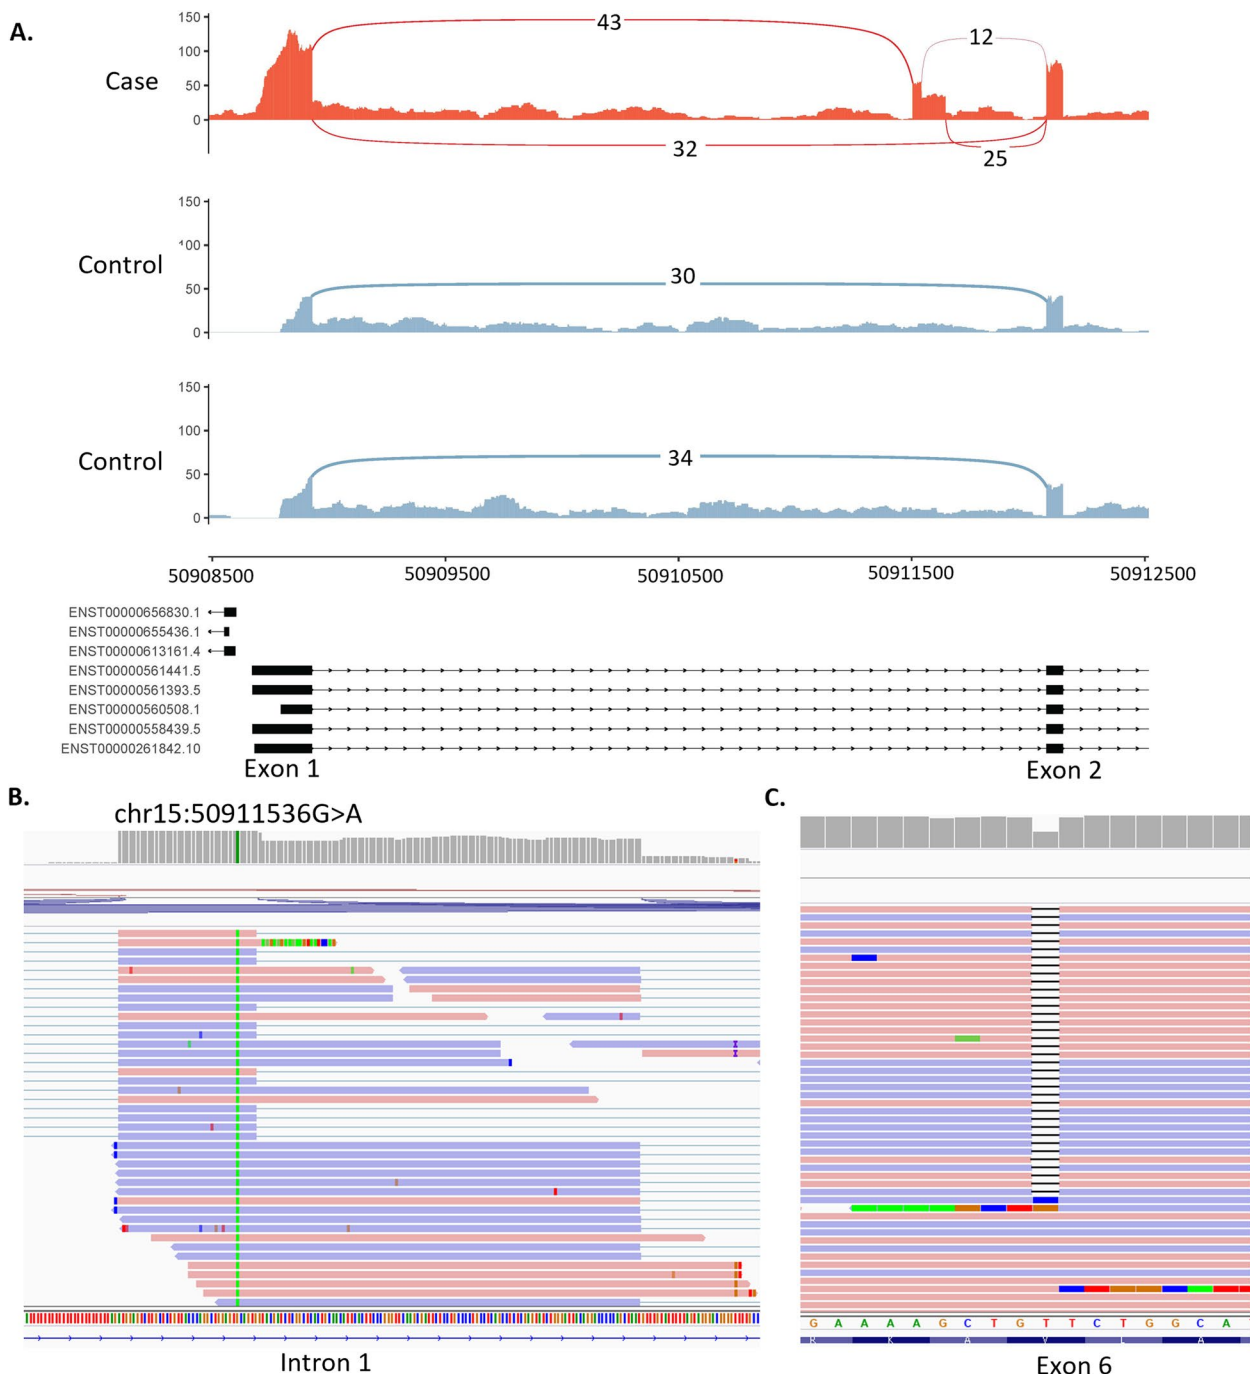 A.
Case
150
100
50
0
43
12
32
25
Control
150
100
50
0
30
Control
150
100
50
0
34
50908500 50909500 50910500 50911500 50912500
ENST00000656830.1
ENST00000655436.1
ENST00000613161.4
ENST00000561441.5
ENST00000561393.5
ENST00000560508.1
ENST00000558439.5
ENST00000261842.10
Exon 1 Exon 2
B.
chr15:50911536G>A
Intron 1
C.
G A A A A G C T G T T C T G G C A
R K A V L A
Exon 6